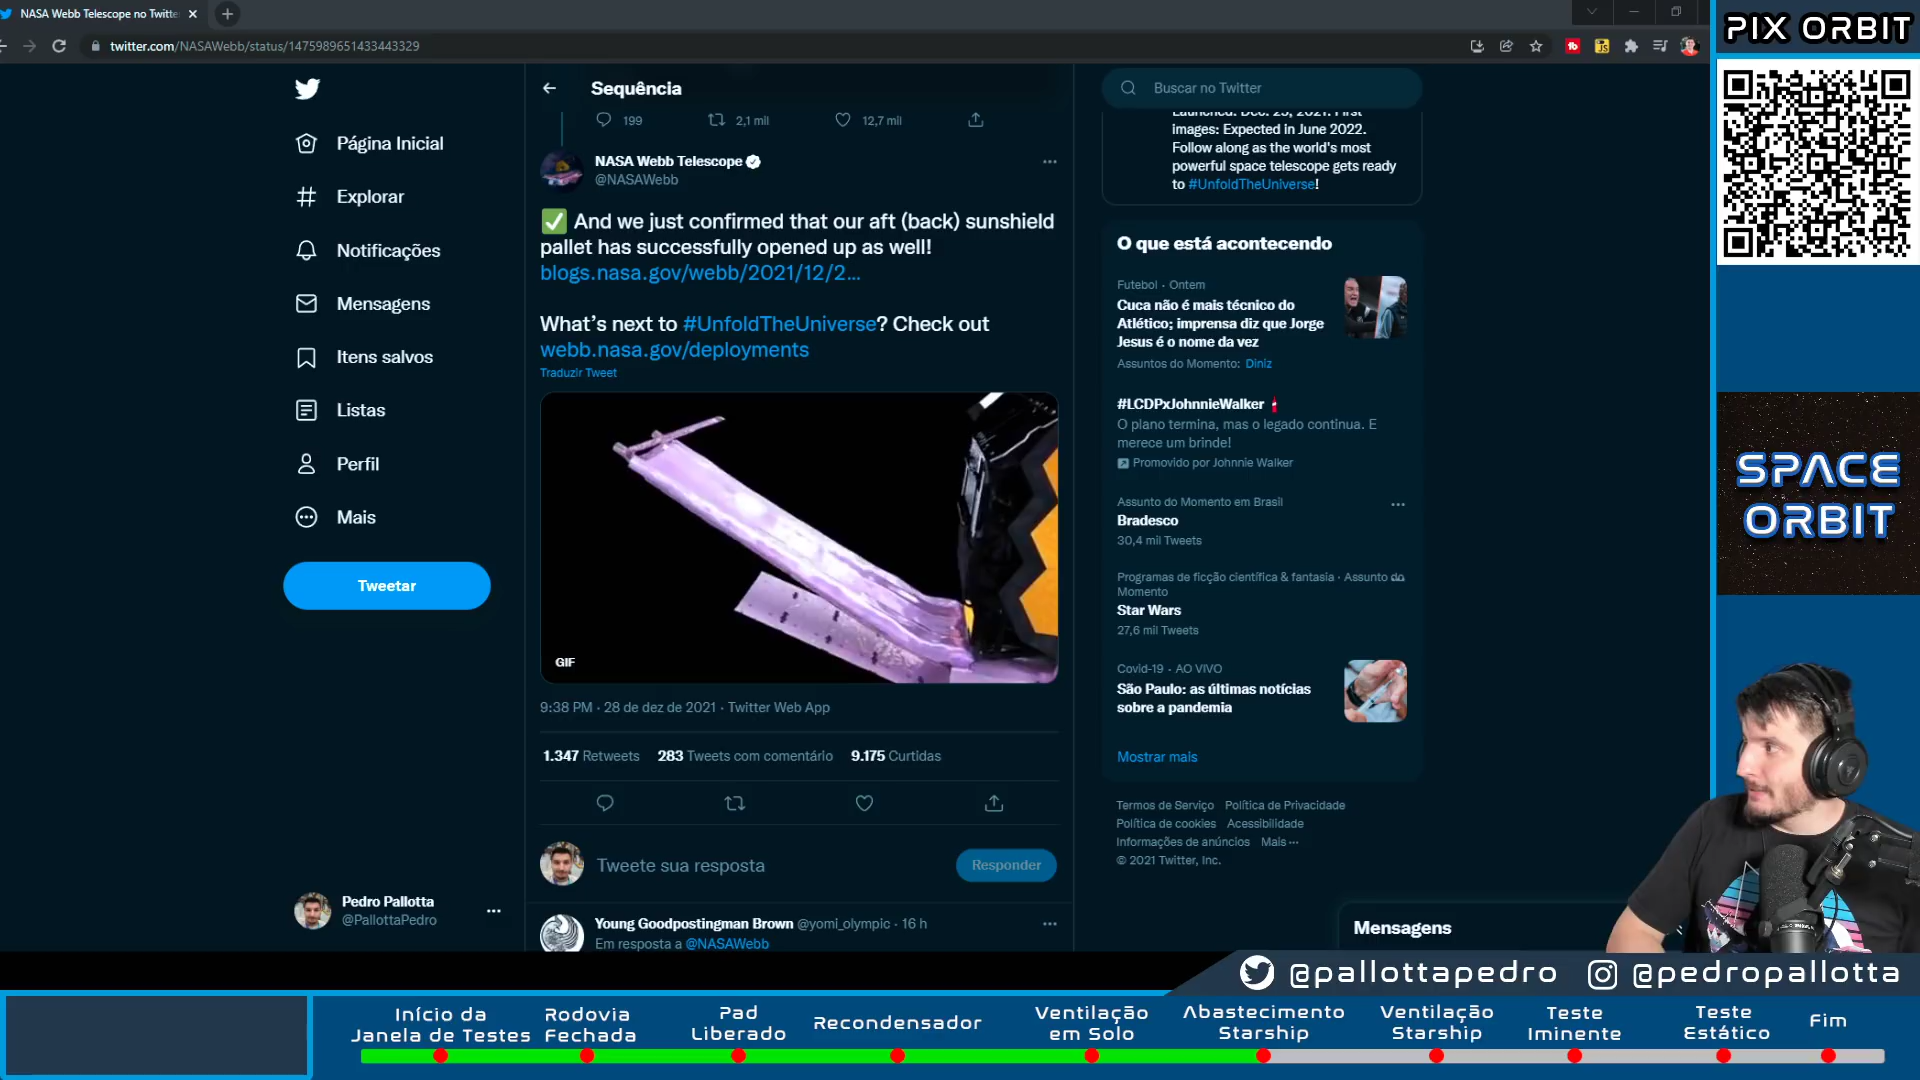 NASA Webb Telescope no Twitte
twitter.com/NASAWebb/status/1475989651433443329
PIX ORBIT
Página Inicial
Explorar
Notificações
Mensagens
Itens salvos
Listas
Perfil
Mais
Tweetar
Pedro Pallotta
@PallottaPedro
Sequência
199
2,1 mil
12,7 mil
NASA Webb Telescope
@NASAWebb
✅ And we just confirmed that our aft (back) sunshield
pallet has successfully opened up as well!
blogs.nasa.gov/webb/2021/12/2...
What's next to #UnfoldTheUniverse? Check out
webb.nasa.gov/deployments
Traduzir Tweet
GIF
9:38 PM · 28 de dez de 2021 · Twitter Web App
1.347 Retweets 283 Tweets com comentário 9.175 Curtidas
Tweete sua resposta
Responder
Young Goodpostingman Brown @yomi_olympic · 16 h
Em resposta a @NASAWebb
Buscar no Twitter
Launched: Dec. 25, 2021. First
images: Expected in June 2022.
Follow along as the world's most
powerful space telescope gets ready
to #UnfoldTheUniverse!
O que está acontecendo
Futebol · Ontem
Cuca não é mais técnico do
Atlético; imprensa diz que Jorge
Jesus é o nome da vez
Assuntos do Momento: Diniz
#LCDPxJohnnieWalker
O plano termina, mas o legado continua. E
merece um brinde!
Promovido por Johnnie Walker
Assunto do Momento em Brasil
Bradesco
30,4 mil Tweets
Programas de ficção científica & fantasia · Assunto do
Momento
Star Wars
27,6 mil Tweets
Covid-19 · AO VIVO
São Paulo: as últimas notícias
sobre a pandemia
Mostrar mais
Termos de Serviço Política de Privacidade
Política de cookies Acessibilidade
Informações de anúncios Mais ···
© 2021 Twitter, Inc.
Mensagens
SPACE
ORBIT
@pallottapedro
@pedropallotta
Início da
Janela de Testes
Rodovia
Fechada
Pad
Liberado
Recondensador
Ventilação
em Solo
Abastecimento
Starship
Ventilação
Starship
Teste
Iminente
Teste
Estático
Fim